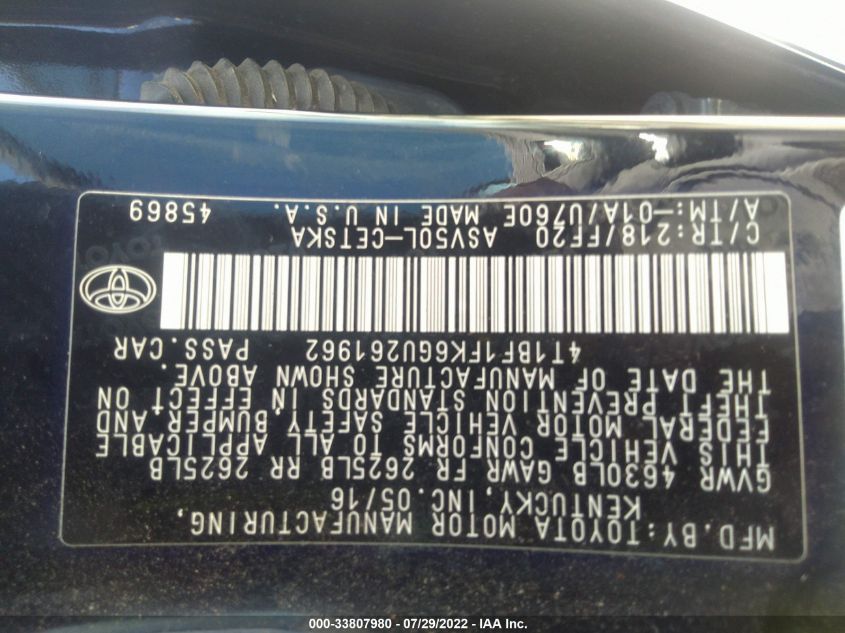 MFD.BY:TOYOTA MOTOR MANUFACTURING,
KENTUCKY,INC.05/16
GVWR 4630LB GAWR FR 2625LB RR 2625LB
THIS VEHICLE CONFORMS TO ALL APPLICABLE
FEDERAL MOTOR VEHICLE SAFETY,BUMPER,AND
THEFT PREVENTION STANDARDS IN EFFECT ON
THE DATE OF MANUFACTURE SHOWN ABOVE.
4T1BF1FK6GU261962 PASS.CAR
C/TR:218/FF20 ASV50L-CETSKA
A/TM:-01A/U760E MADE IN U.S.A. 45869
000-33807980 - 07/29/2022 - IAA Inc.